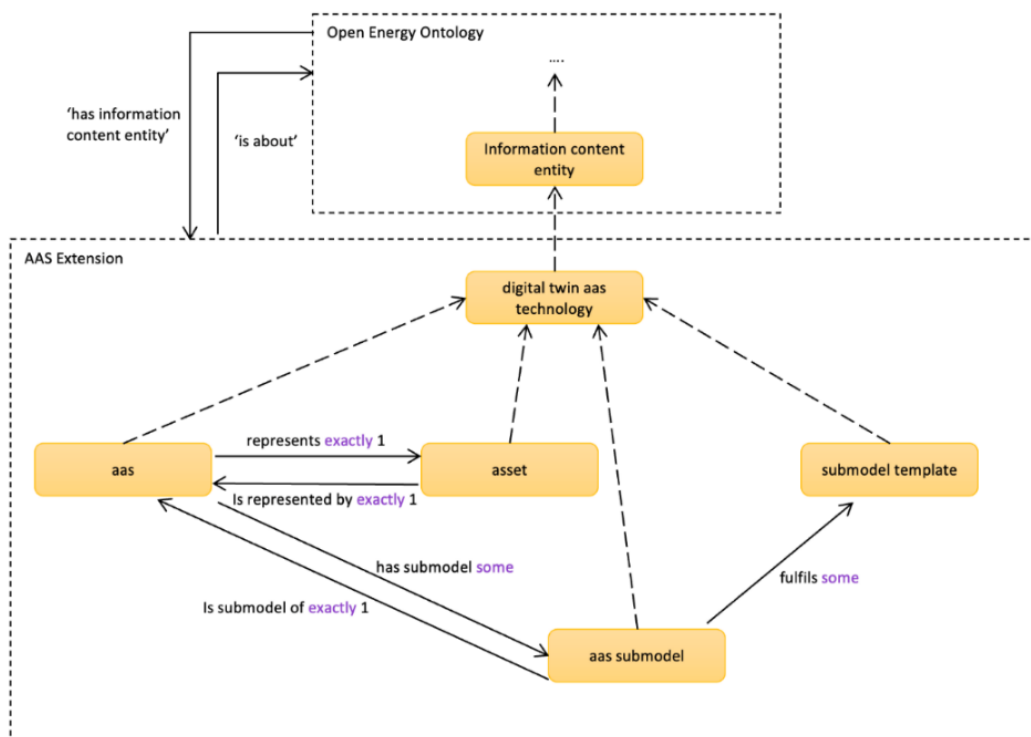 Open Energy Ontology
....
'has information
content entity'
'is about'
Information content
entity
AAS Extension
digital twin aas
technology
represents exactly 1
aas
asset
submodel template
Is represented by exactly 1
has submodel some
fulfils some
Is submodel of exactly 1
aas submodel